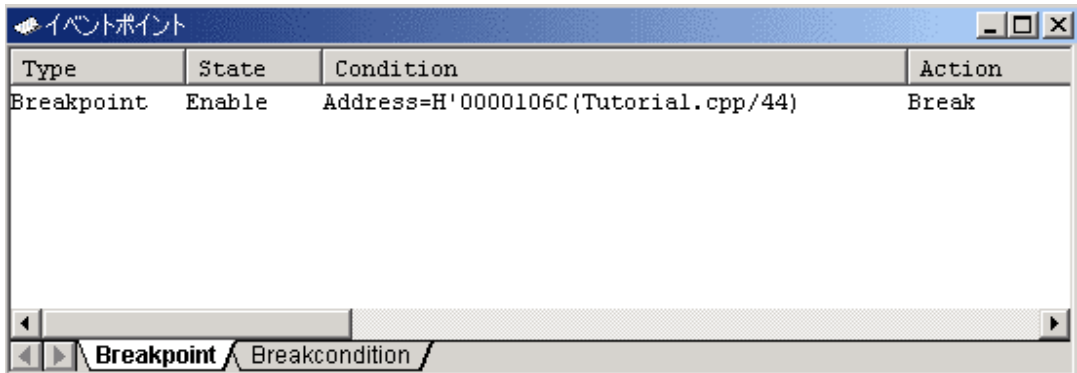 イベントポイント
Type State Condition Action
Breakpoint Enable Address=H'0000106C(Tutorial.cpp/44) Break
Breakpoint Breakcondition